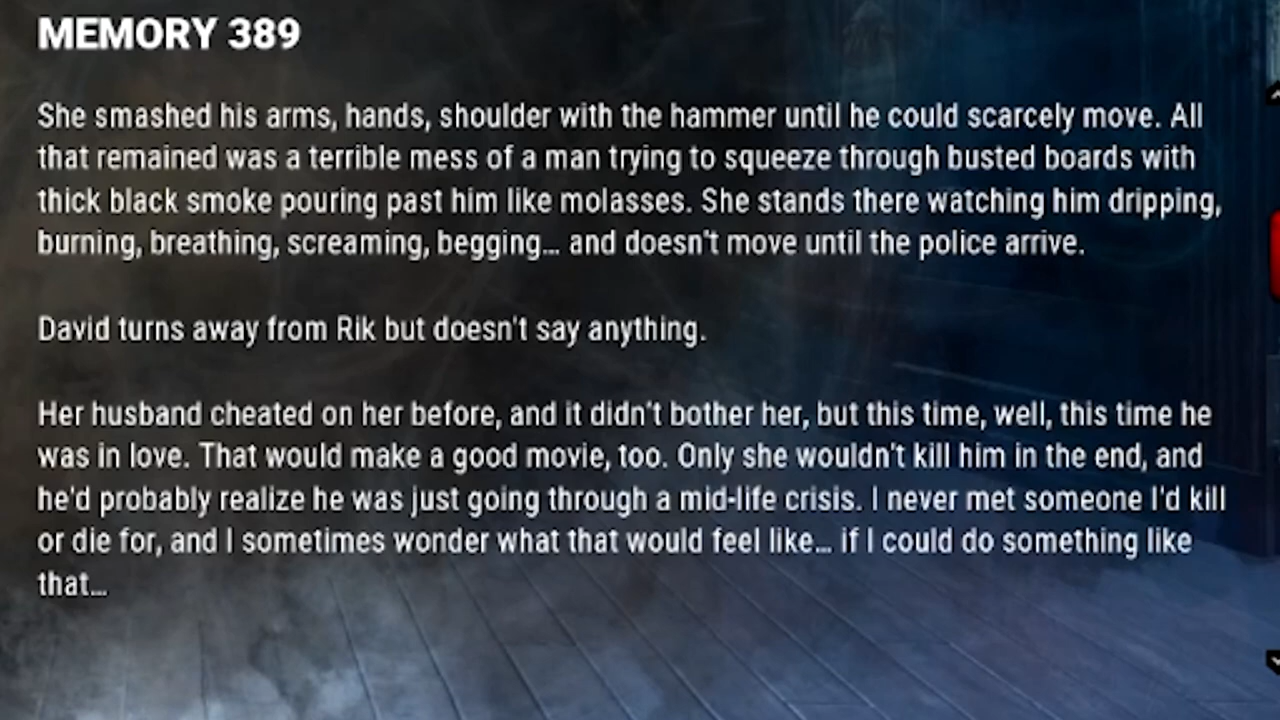 MEMORY 389
She smashed his arms, hands, shoulder with the hammer until he could scarcely move. All
that remained was a terrible mess of a man trying to squeeze through busted boards with
thick black smoke pouring past him like molasses. She stands there watching him dripping,
burning, breathing, screaming, begging... and doesn't move until the police arrive.
David turns away from Rik but doesn't say anything.
Her husband cheated on her before, and it didn't bother her, but this time, well, this time he
was in love. That would make a good movie, too. Only she wouldn't kill him in the end, and
he'd probably realize he was just going through a mid-life crisis. I never met someone I'd kill
or die for, and I sometimes wonder what that would feel like... if I could do something like
that...